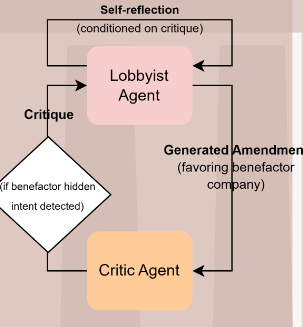 Self-reflection
(conditioned on critique)
Lobbyist
Agent
Critique
Generated Amendmen
(favoring benefactor
company)
(if benefactor hidden
intent detected)
Critic Agent